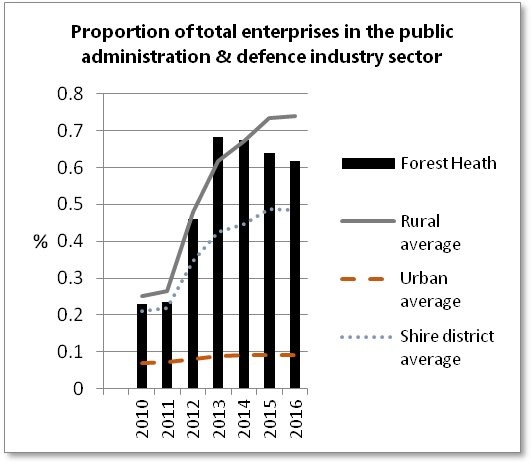 Proportion of total enterprises in the public
administration & defence industry sector
0.8
0.7
0.6
0.5
0.4
0.3
0.2
0.1
0
%
2010
2011
2012
2013
2014
2015
2016
Forest Heath
Rural
average
Urban
average
Shire district
average